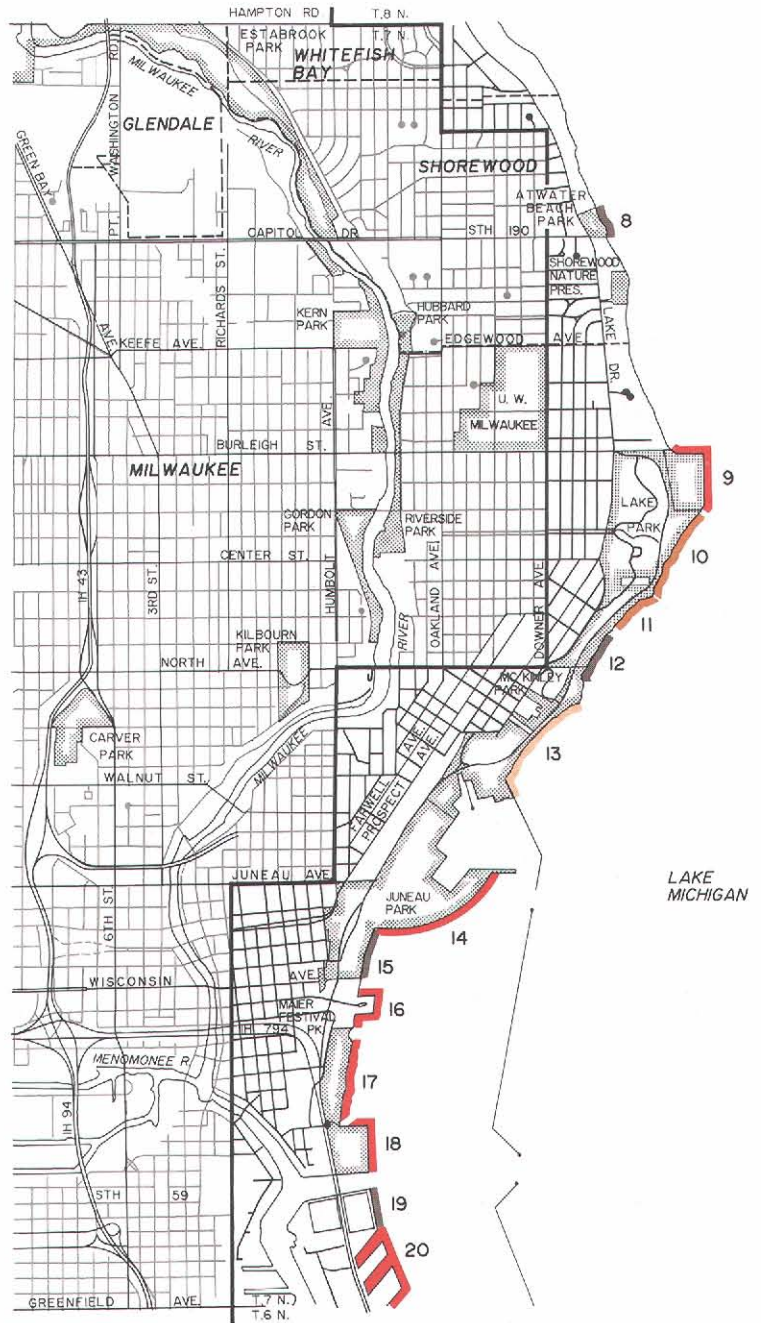 HAMPTON RD
T.8 N.
T.7 N.
ESTABROOK
PARK
WHITEFISH
BAY
MILWAUKEE
RIVER
GLENDALE
PT. WASHINGTON RD
GREEN BAY
AVE.
SHOREWOOD
ATWATER
BEACH
PARK
8
CAPITOL DR
STH 190
SHOREWOOD
NATURE
PRES.
LAKE DR.
RICHARDS ST.
KERN
PARK
HUBBARD
PARK
KEEFE AVE.
EDGEWOOD AVE
U. W.
MILWAUKEE
BURLEIGH ST.
MILWAUKEE
9
LAKE
PARK
10
GORDON
PARK
RIVERSIDE
PARK
CENTER ST.
HUMBOLT
AVE.
OAKLAND AVE.
DOWNER AVE
IH 43
3RD ST.
11
KILBOURN
PARK
RIVER
NORTH AVE.
12
MC KINLEY
PARK
13
CARVER
PARK
MILWAUKEE
WALNUT ST.
FARWELL AVE.
PROSPECT AVE.
JUNEAU AVE.
JUNEAU
PARK
14
LAKE
MICHIGAN
6TH ST.
WISCONSIN AVE.
15
MAIER
FESTIVAL
PK.
16
IH 794
MENOMONEE R.
17
IH 94
18
STH 59
19
20
GREENFIELD AVE.
T.7 N.
T.6 N.